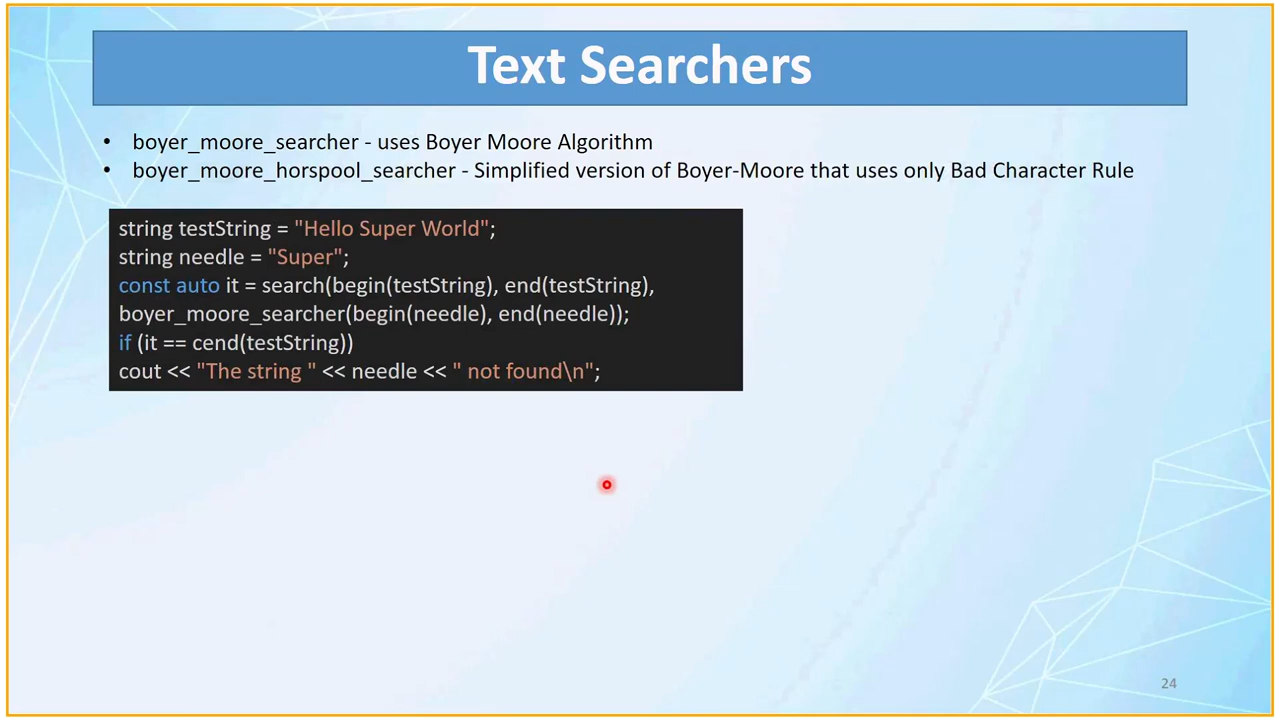 Text Searchers
• boyer_moore_searcher - uses Boyer Moore Algorithm
• boyer_moore_horspool_searcher - Simplified version of Boyer-Moore that uses only Bad Character Rule
string testString = "Hello Super World";
string needle = "Super";
const auto it = search(begin(testString), end(testString),
boyer_moore_searcher(begin(needle), end(needle));
if (it == cend(testString))
cout << "The string " << needle << " not found\n";
24